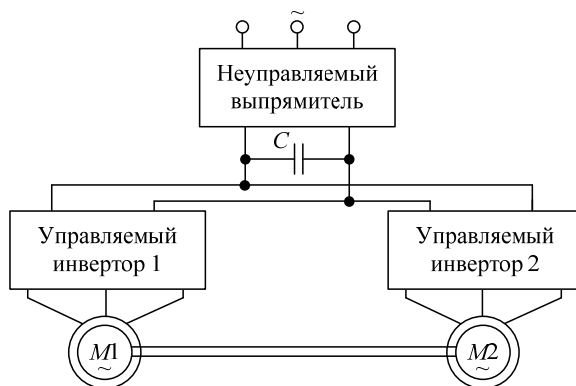 ~
Неуправляемый
выпрямитель
C
Управляемый
инвертор 1
Управляемый
инвертор 2
M1
~
M2
~